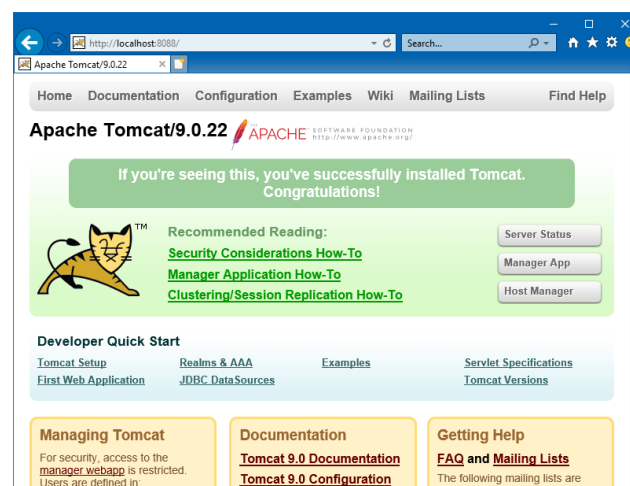 http://localhost:8088/
Search...
Apache Tomcat/9.0.22
Home Documentation Configuration Examples Wiki Mailing Lists Find Help
Apache Tomcat/9.0.22
THE APACHE SOFTWARE FOUNDATION
http://www.apache.org/
If you're seeing this, you've successfully installed Tomcat.
Congratulations!
TM
Recommended Reading:
Security Considerations How-To
Manager Application How-To
Clustering/Session Replication How-To
Server Status
Manager App
Host Manager
Developer Quick Start
Tomcat Setup Realms & AAA Examples Servlet Specifications
First Web Application JDBC DataSources Tomcat Versions
Managing Tomcat
For security, access to the
manager webapp is restricted.
Users are defined in:
Documentation
Tomcat 9.0 Documentation
Tomcat 9.0 Configuration
Getting Help
FAQ and Mailing Lists
The following mailing lists are